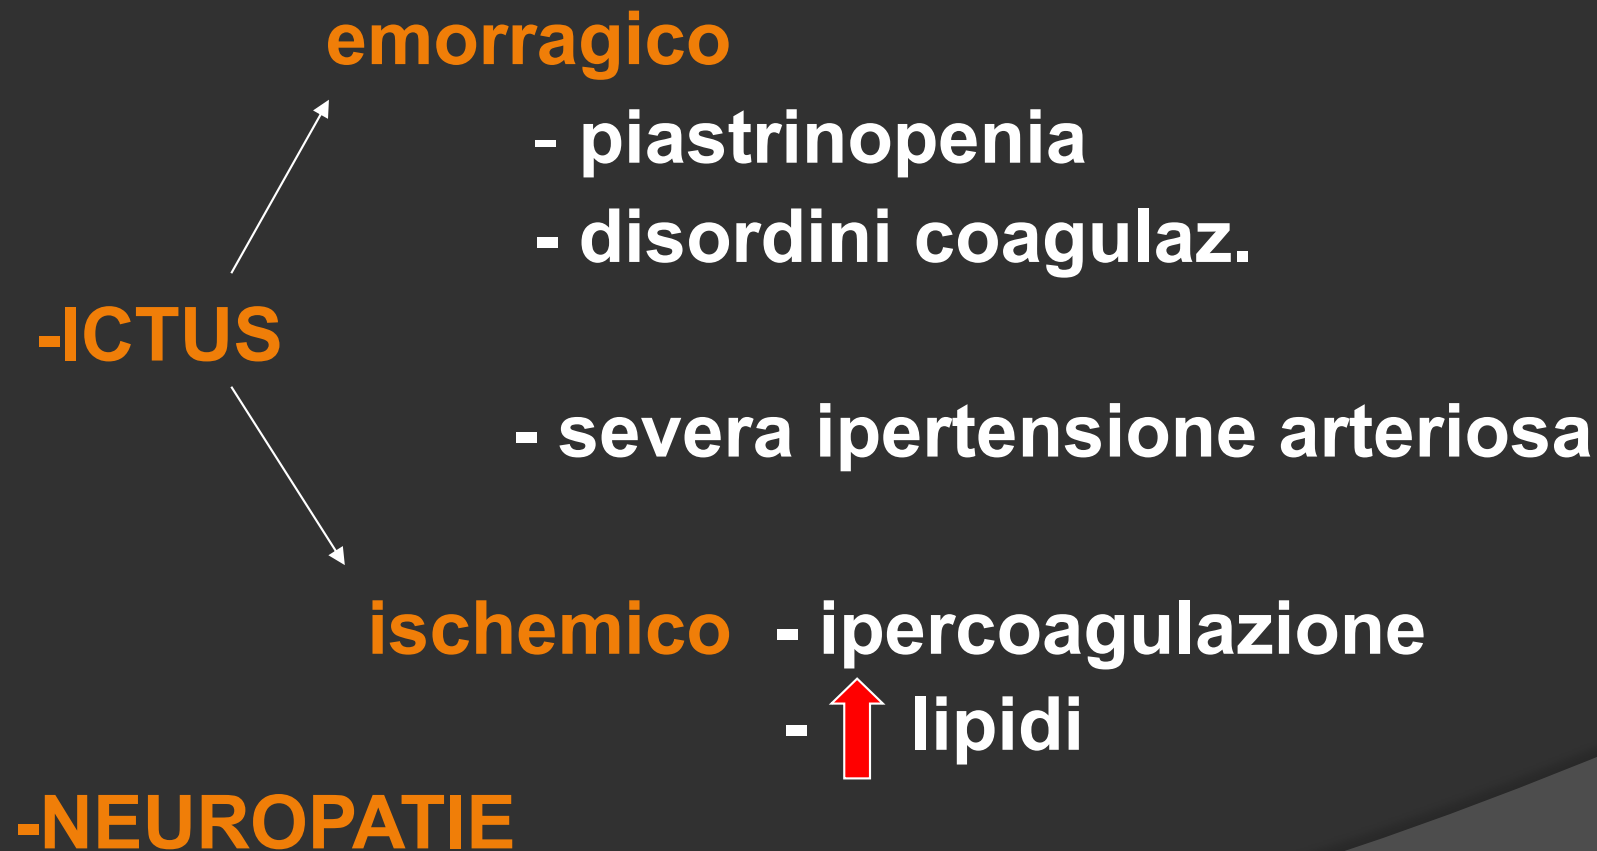 emorragico
- piastrinopenia
- disordini coagulaz.
-ICTUS
- severa ipertensione arteriosa
ischemico - ipercoagulazione
- lipidi
-NEUROPATIE